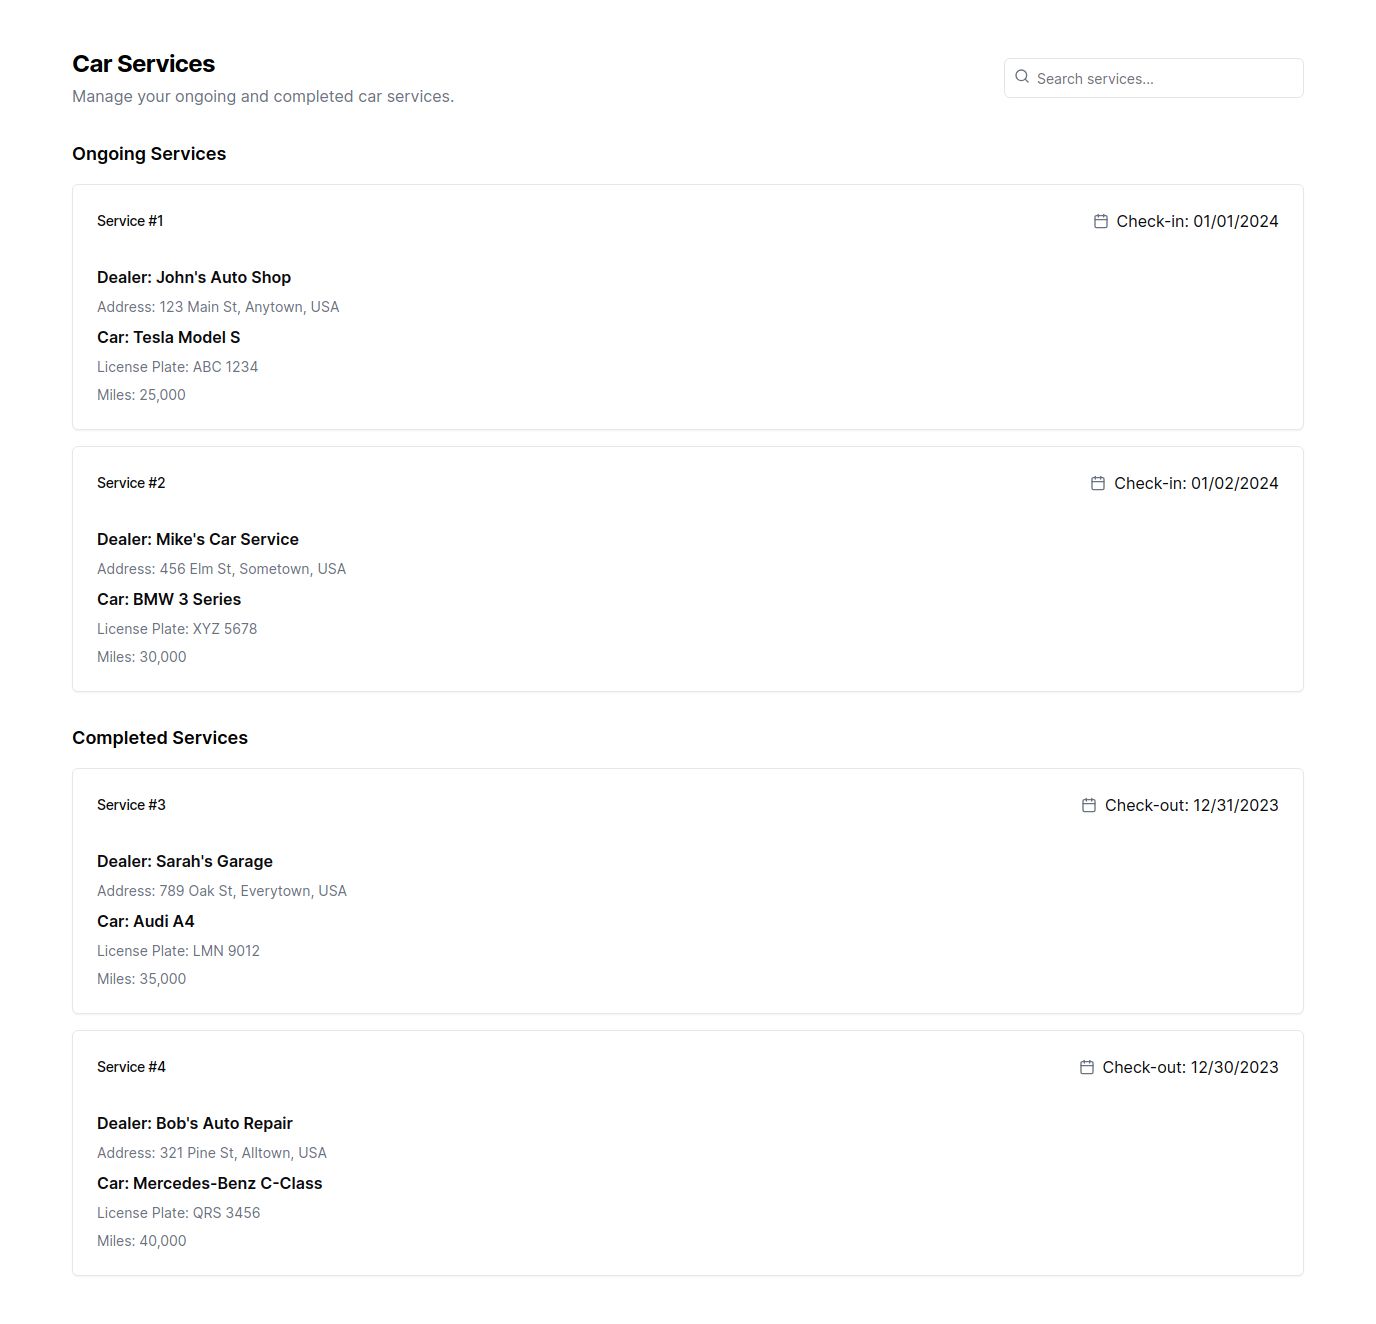 Car Services
Manage your ongoing and completed car services.
Search services...
Ongoing Services
Service #1
Check-in: 01/01/2024
Dealer: John's Auto Shop
Address: 123 Main St, Anytown, USA
Car: Tesla Model S
License Plate: ABC 1234
Miles: 25,000
Service #2
Check-in: 01/02/2024
Dealer: Mike's Car Service
Address: 456 Elm St, Sometown, USA
Car: BMW 3 Series
License Plate: XYZ 5678
Miles: 30,000
Completed Services
Service #3
Check-out: 12/31/2023
Dealer: Sarah's Garage
Address: 789 Oak St, Everytown, USA
Car: Audi A4
License Plate: LMN 9012
Miles: 35,000
Service #4
Check-out: 12/30/2023
Dealer: Bob's Auto Repair
Address: 321 Pine St, Alltown, USA
Car: Mercedes-Benz C-Class
License Plate: QRS 3456
Miles: 40,000